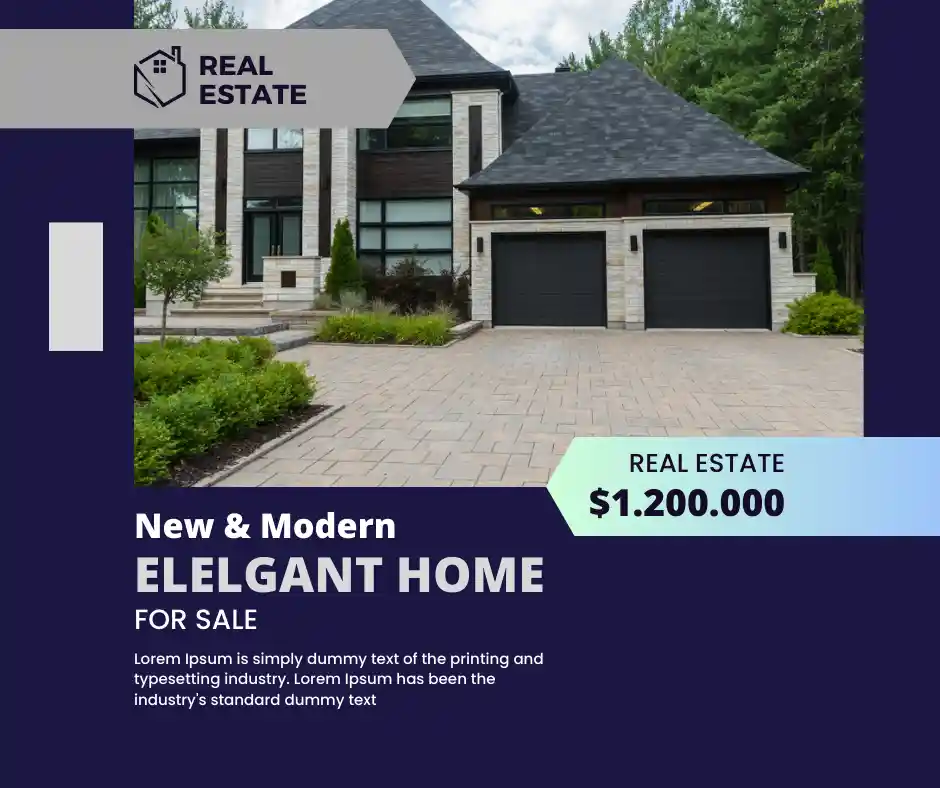 REAL
ESTATE
REAL ESTATE
$1.200.000
New & Modern
ELELGANT HOME
FOR SALE
Lorem Ipsum is simply dummy text of the printing and
typesetting industry. Lorem Ipsum has been the
industry's standard dummy text